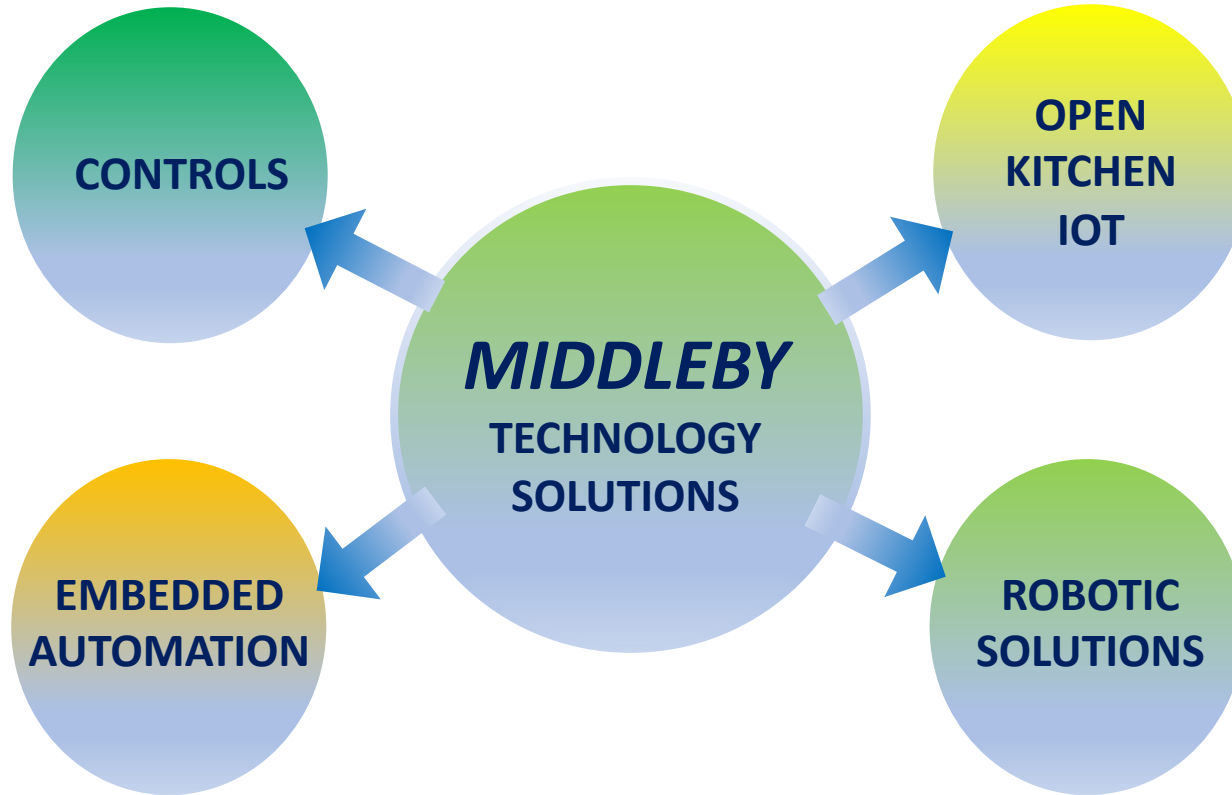 CONTROLS
OPEN
KITCHEN
IOT
MIDDLEBY
TECHNOLOGY
SOLUTIONS
EMBEDDED
AUTOMATION
ROBOTIC
SOLUTIONS